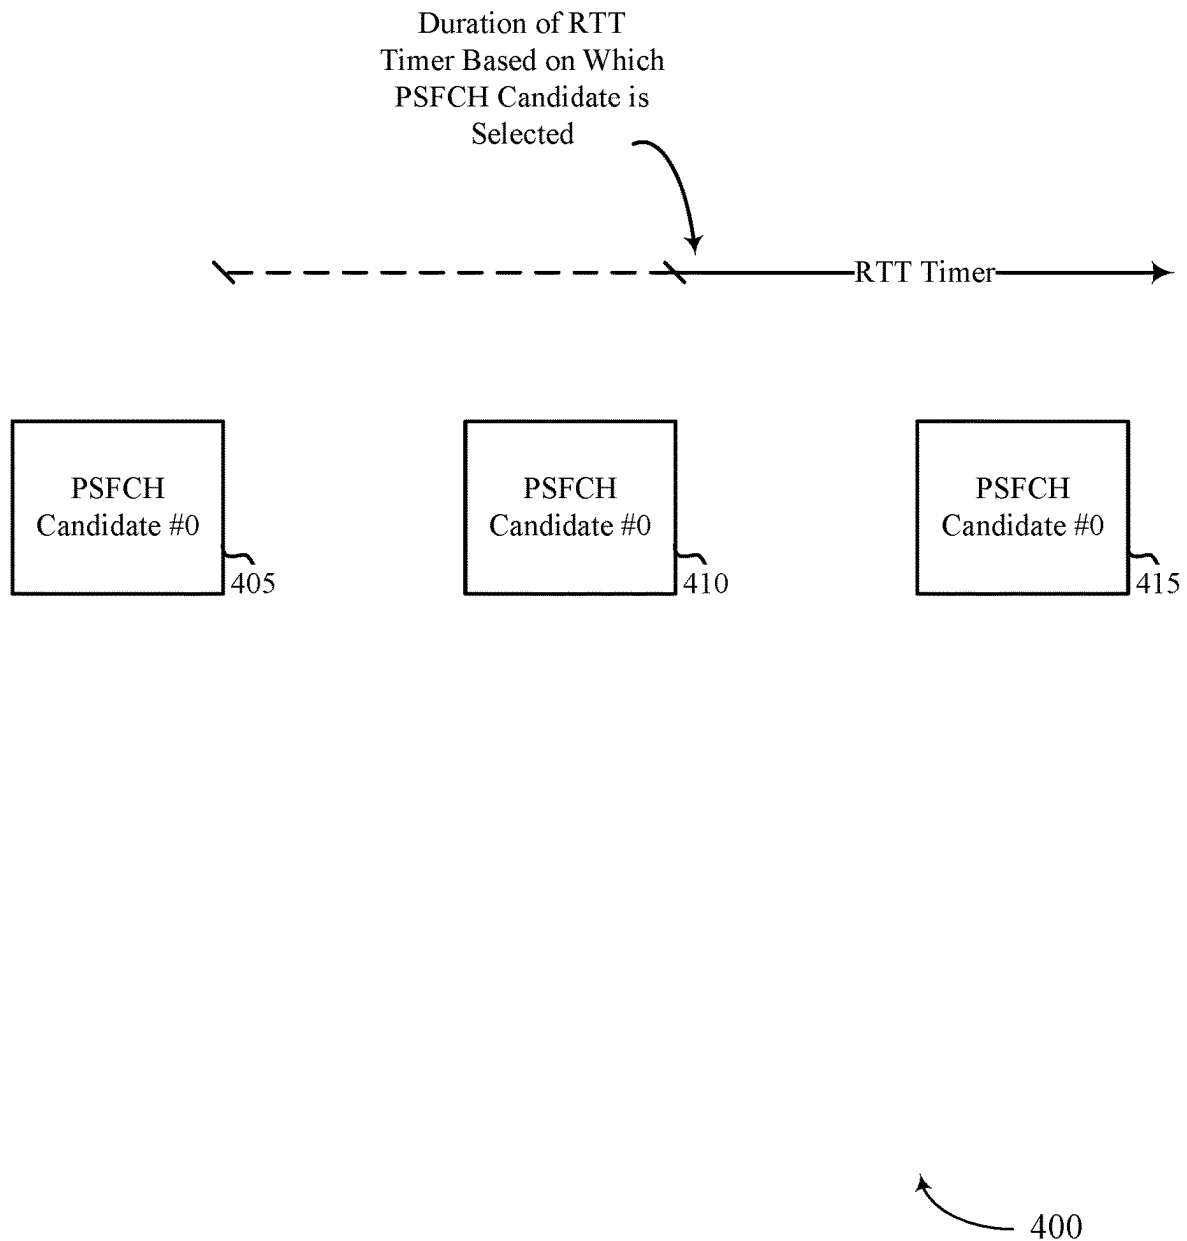 Duration of RTT
Timer Based on Which
PSFCH Candidate is
Selected
RTT Timer
PSFCH
Candidate #0
405
PSFCH
Candidate #0
410
PSFCH
Candidate #0
415
400